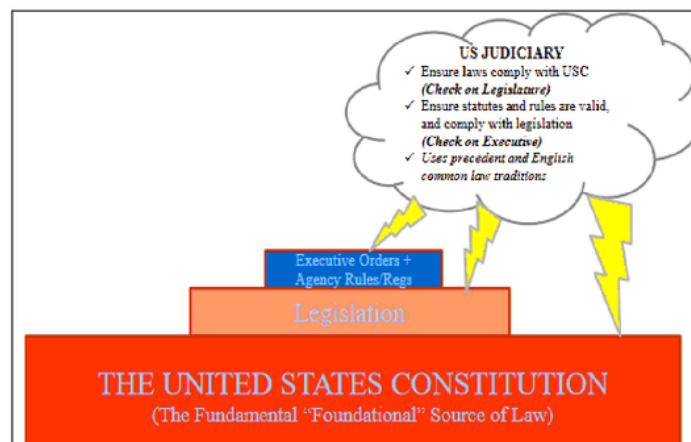 US JUDICIARY
✓ Ensure laws comply with USC
(Check on Legislature)
✓ Ensure statutes and rules are valid,
and comply with legislation
(Check on Executive)
✓ Uses precedent and English
common law traditions
Executive Orders +
Agency Rules/Regs
Legislation
THE UNITED STATES CONSTITUTION
(The Fundamental “Foundational” Source of Law)